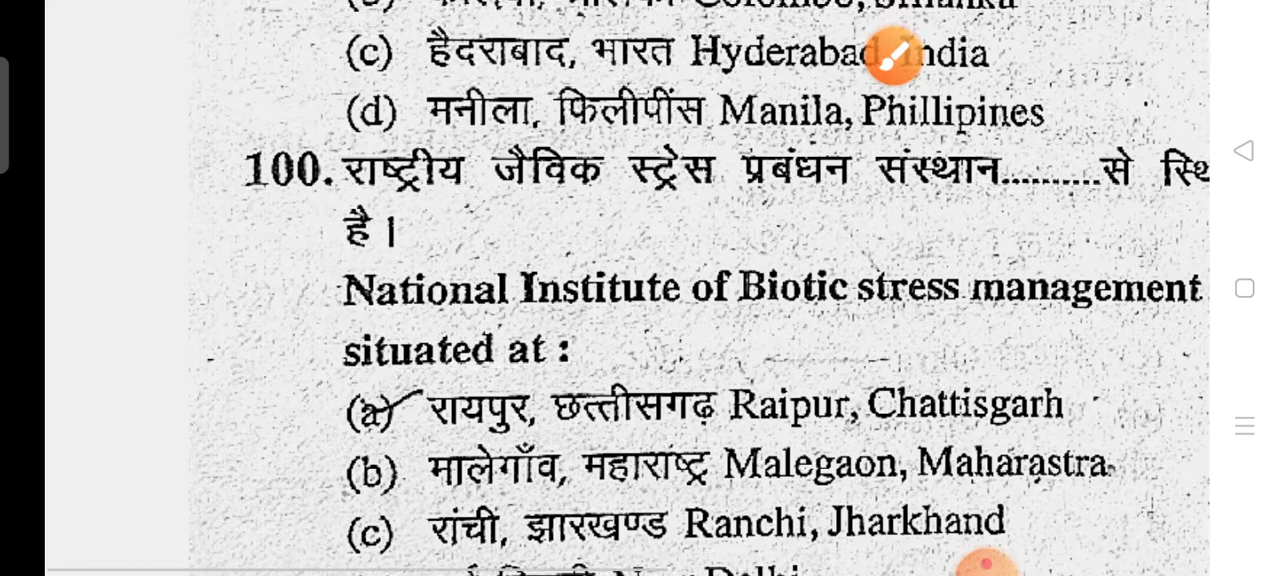 (c) हैदराबाद, भारत Hyderabad, India
(d) मनीला, फिलीपींस Manila, Phillipines
100. राष्ट्रीय जैविक स्ट्रेस प्रबंधन संस्थान..........से
है।
National Institute of Biotic stress management
situated at :
(a) रायपुर, छत्तीसगढ़ Raipur, Chattisgarh
(b) मालेगाँव, महाराष्ट्र Malegaon, Maharastra
(c) रांची, झारखण्ड Ranchi, Jharkhand